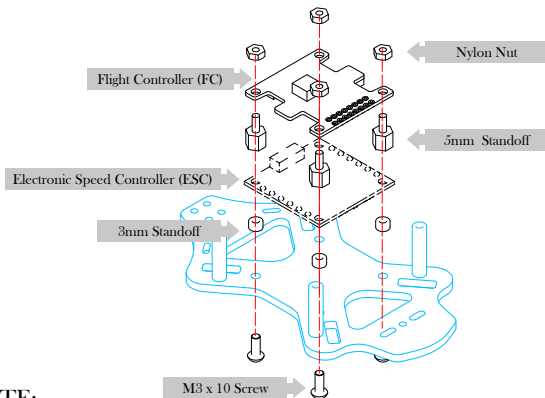 Nylon Nut
Flight Controller (FC)
5mm Standoff
Electronic Speed Controller (ESC)
3mm Standoff
M3 x 10 Screw